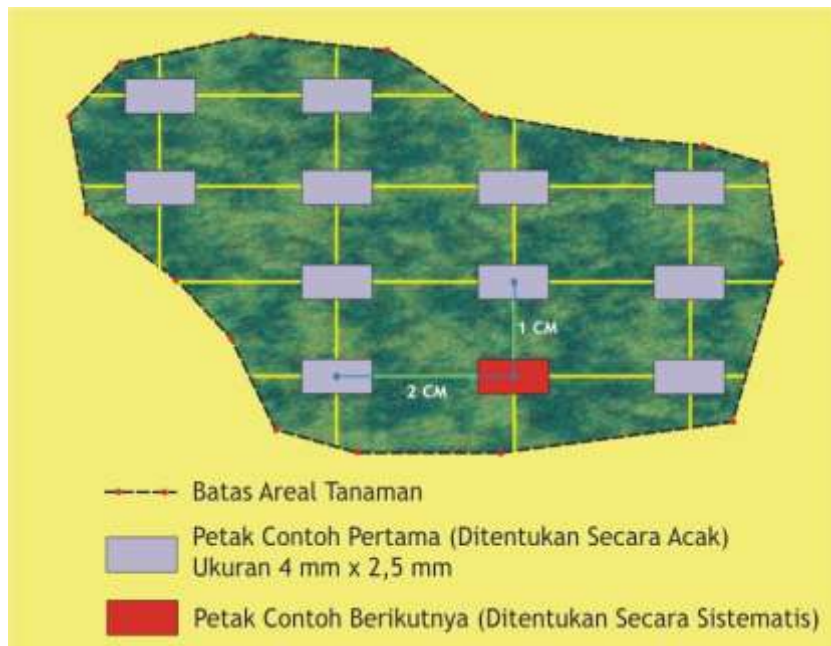 1 CM
2 CM
Batas Areal Tanaman
Petak Contoh Pertama (Ditentukan Secara Acak)
Ukuran 4 mm x 2,5 mm
Petak Contoh Berikutnya (Ditentukan Secara Sistematis)